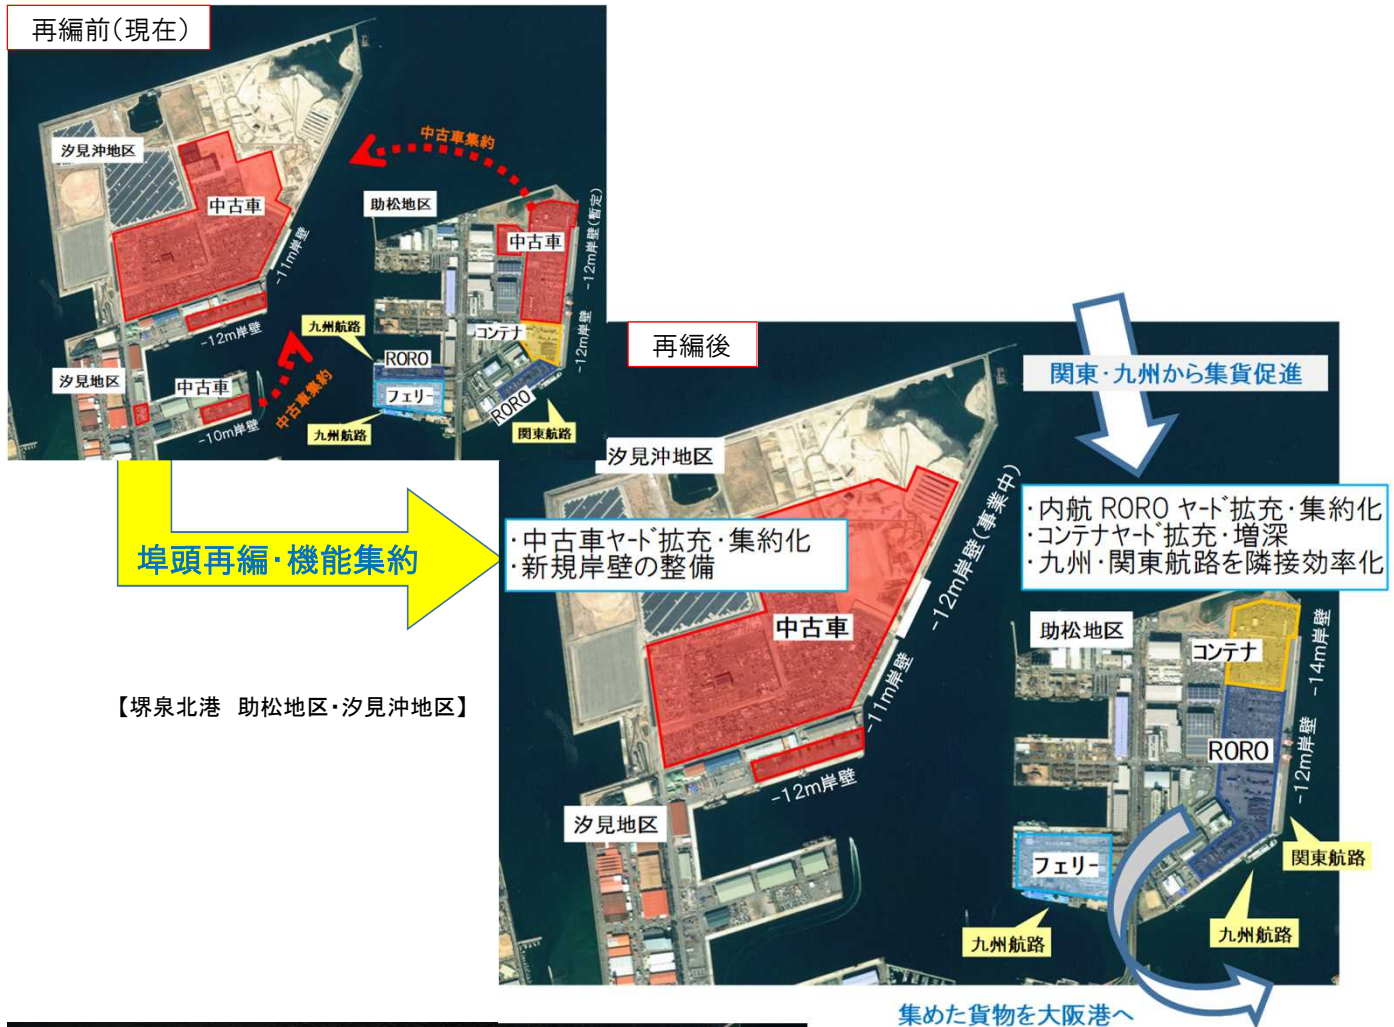 再編前(現在)
汐見沖地区
中古車
中古車集約
助松地区
中古車
-12m岸壁(暫定)
-11m岸壁
-12m岸壁
コンテナ
-12m岸壁
九州航路
RORO
フェリー
RORO
九州航路
関東航路
汐見地区
中古車
-10m岸壁
中古車集約
埠頭再編・機能集約
【堺泉北港 助松地区・汐見沖地区】
再編後
関東・九州から集貨促進
汐見沖地区
・中古車ヤード拡充・集約化
・新規岸壁の整備
・内航 RORO ヤード拡充・集約化
・コンテナヤード拡充・増深
・九州・関東航路を隣接効率化
-12m岸壁(事業中)
中古車
-11m岸壁
-12m岸壁
助松地区
コンテナ
-14m岸壁
RORO
-12m岸壁
汐見地区
フェリー
関東航路
九州航路
九州航路
集めた貨物を大阪港へ